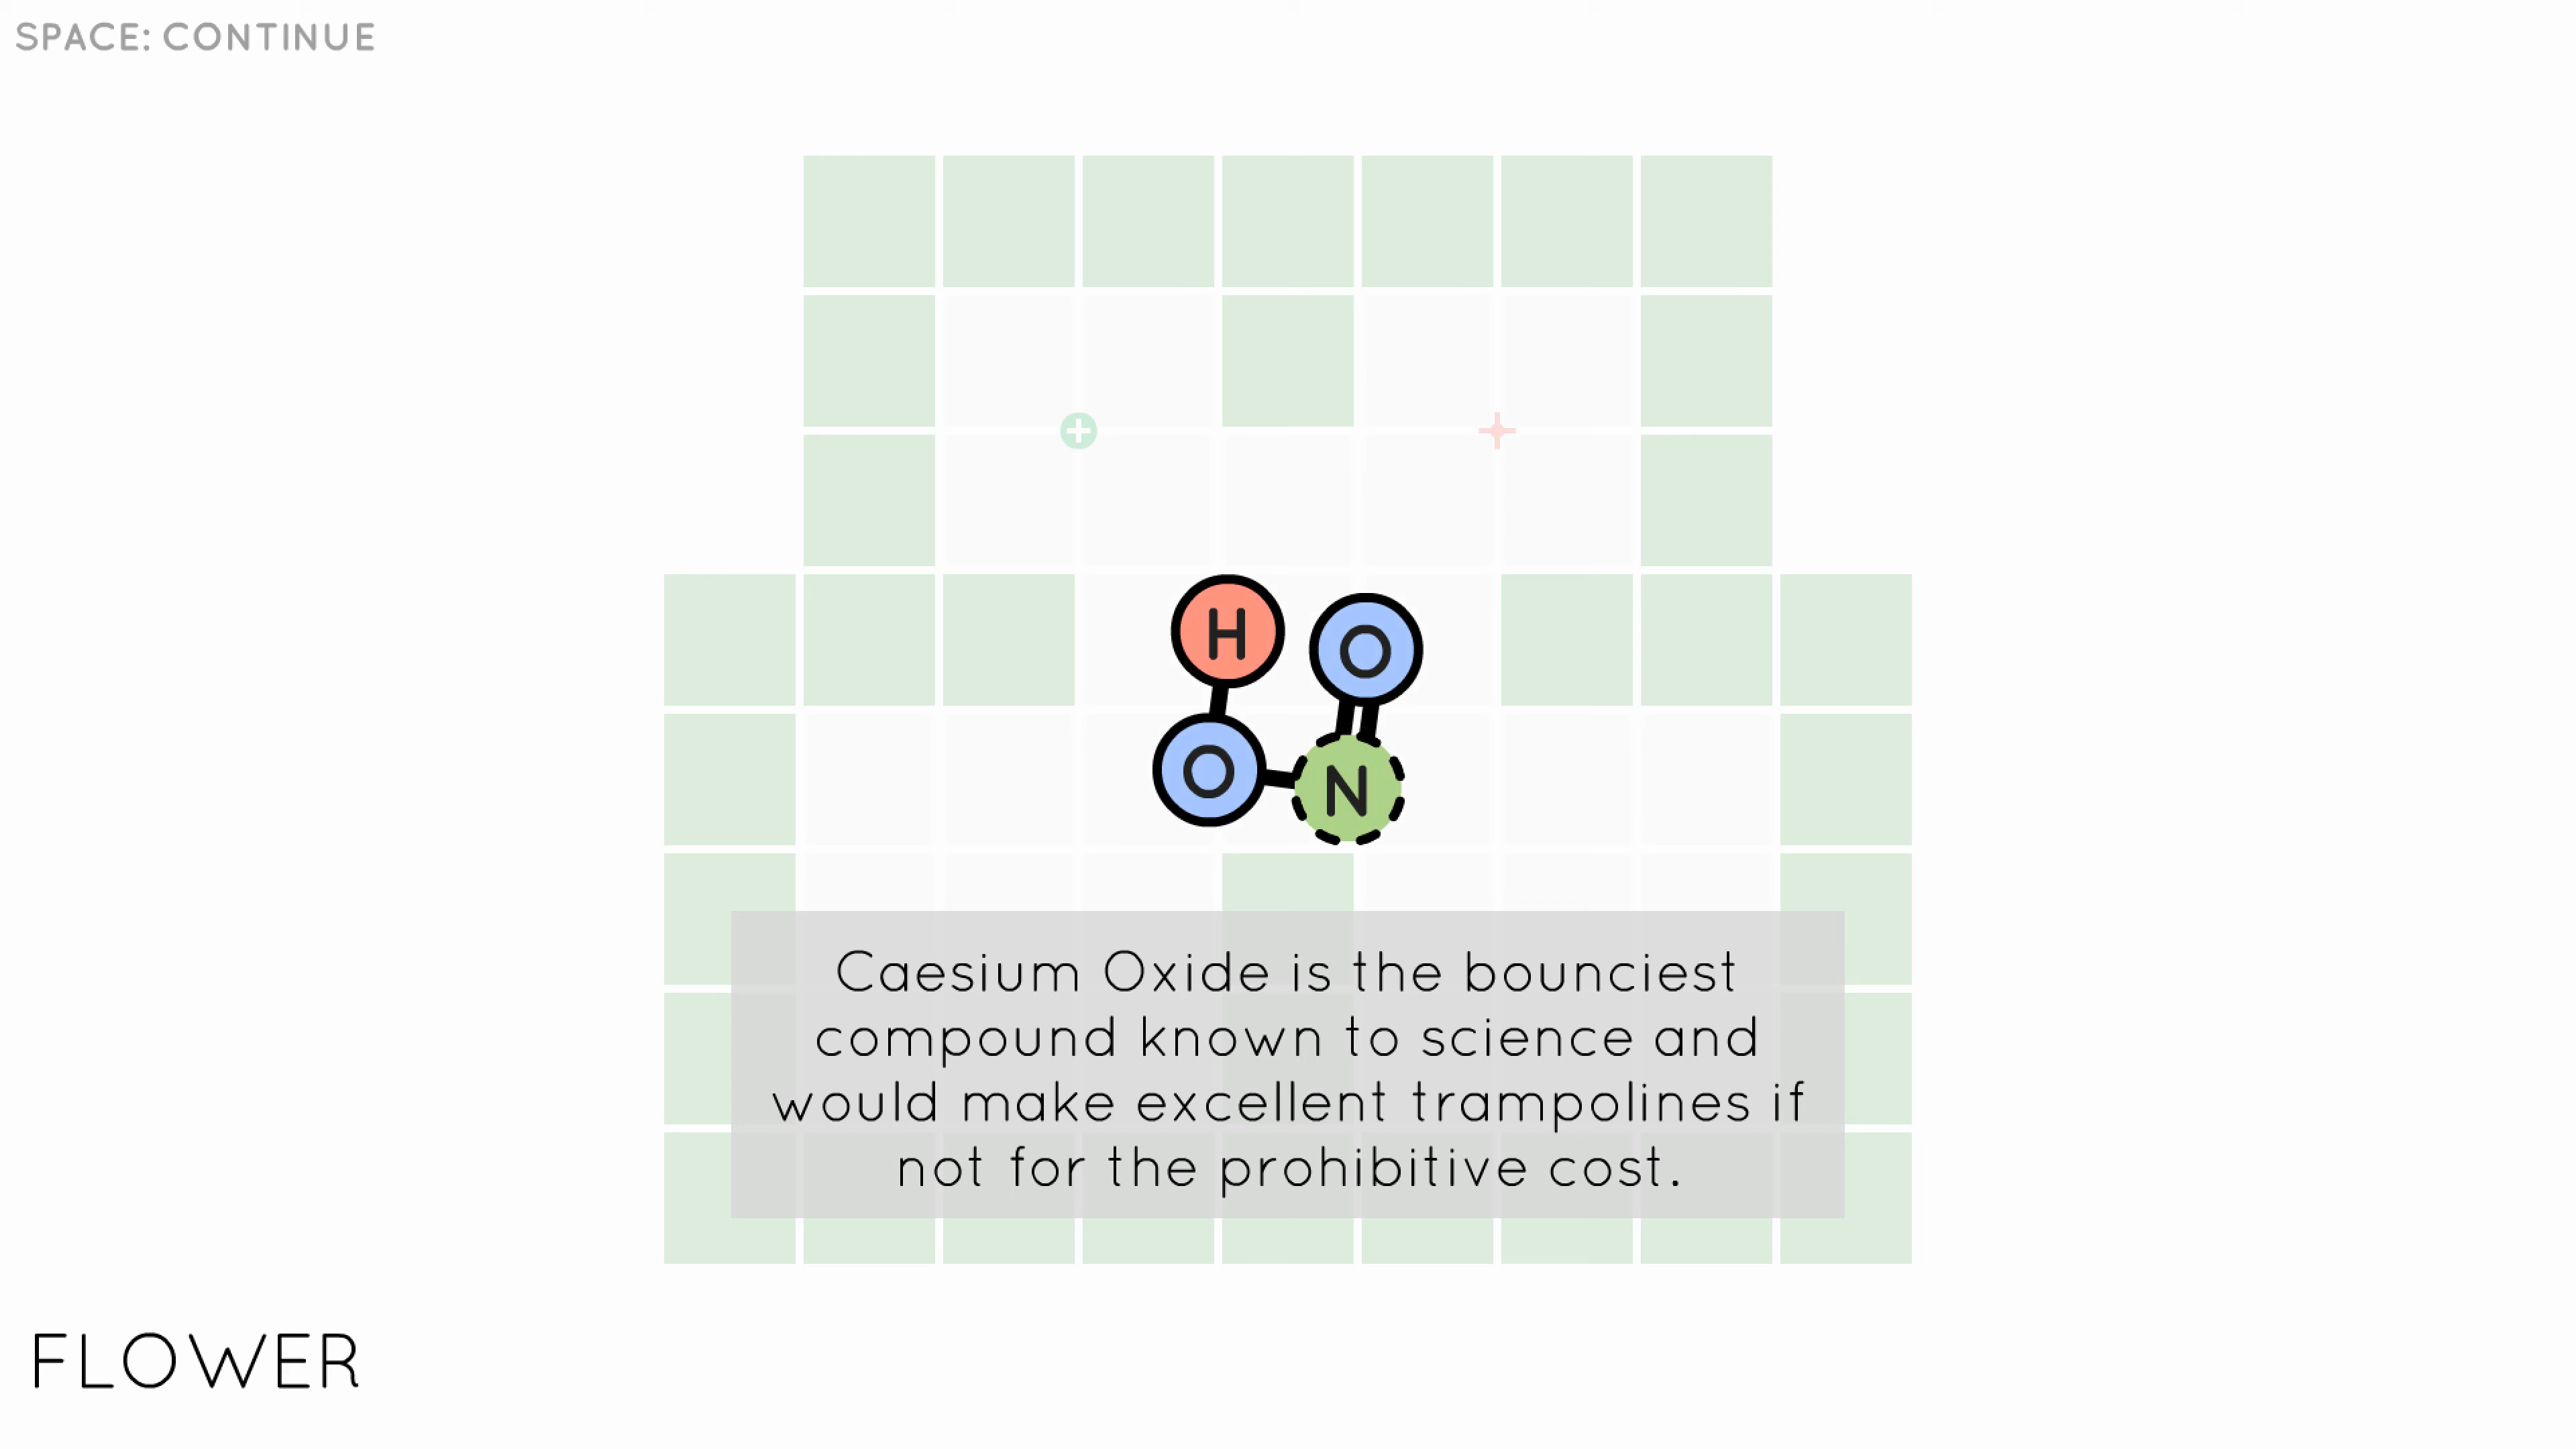 SPACE: CONTINUE
H
O
O
N
Caesium Oxide is the bounciest
compound known to science and
would make excellent trampolines if
not for the prohibitive cost.
FLOWER